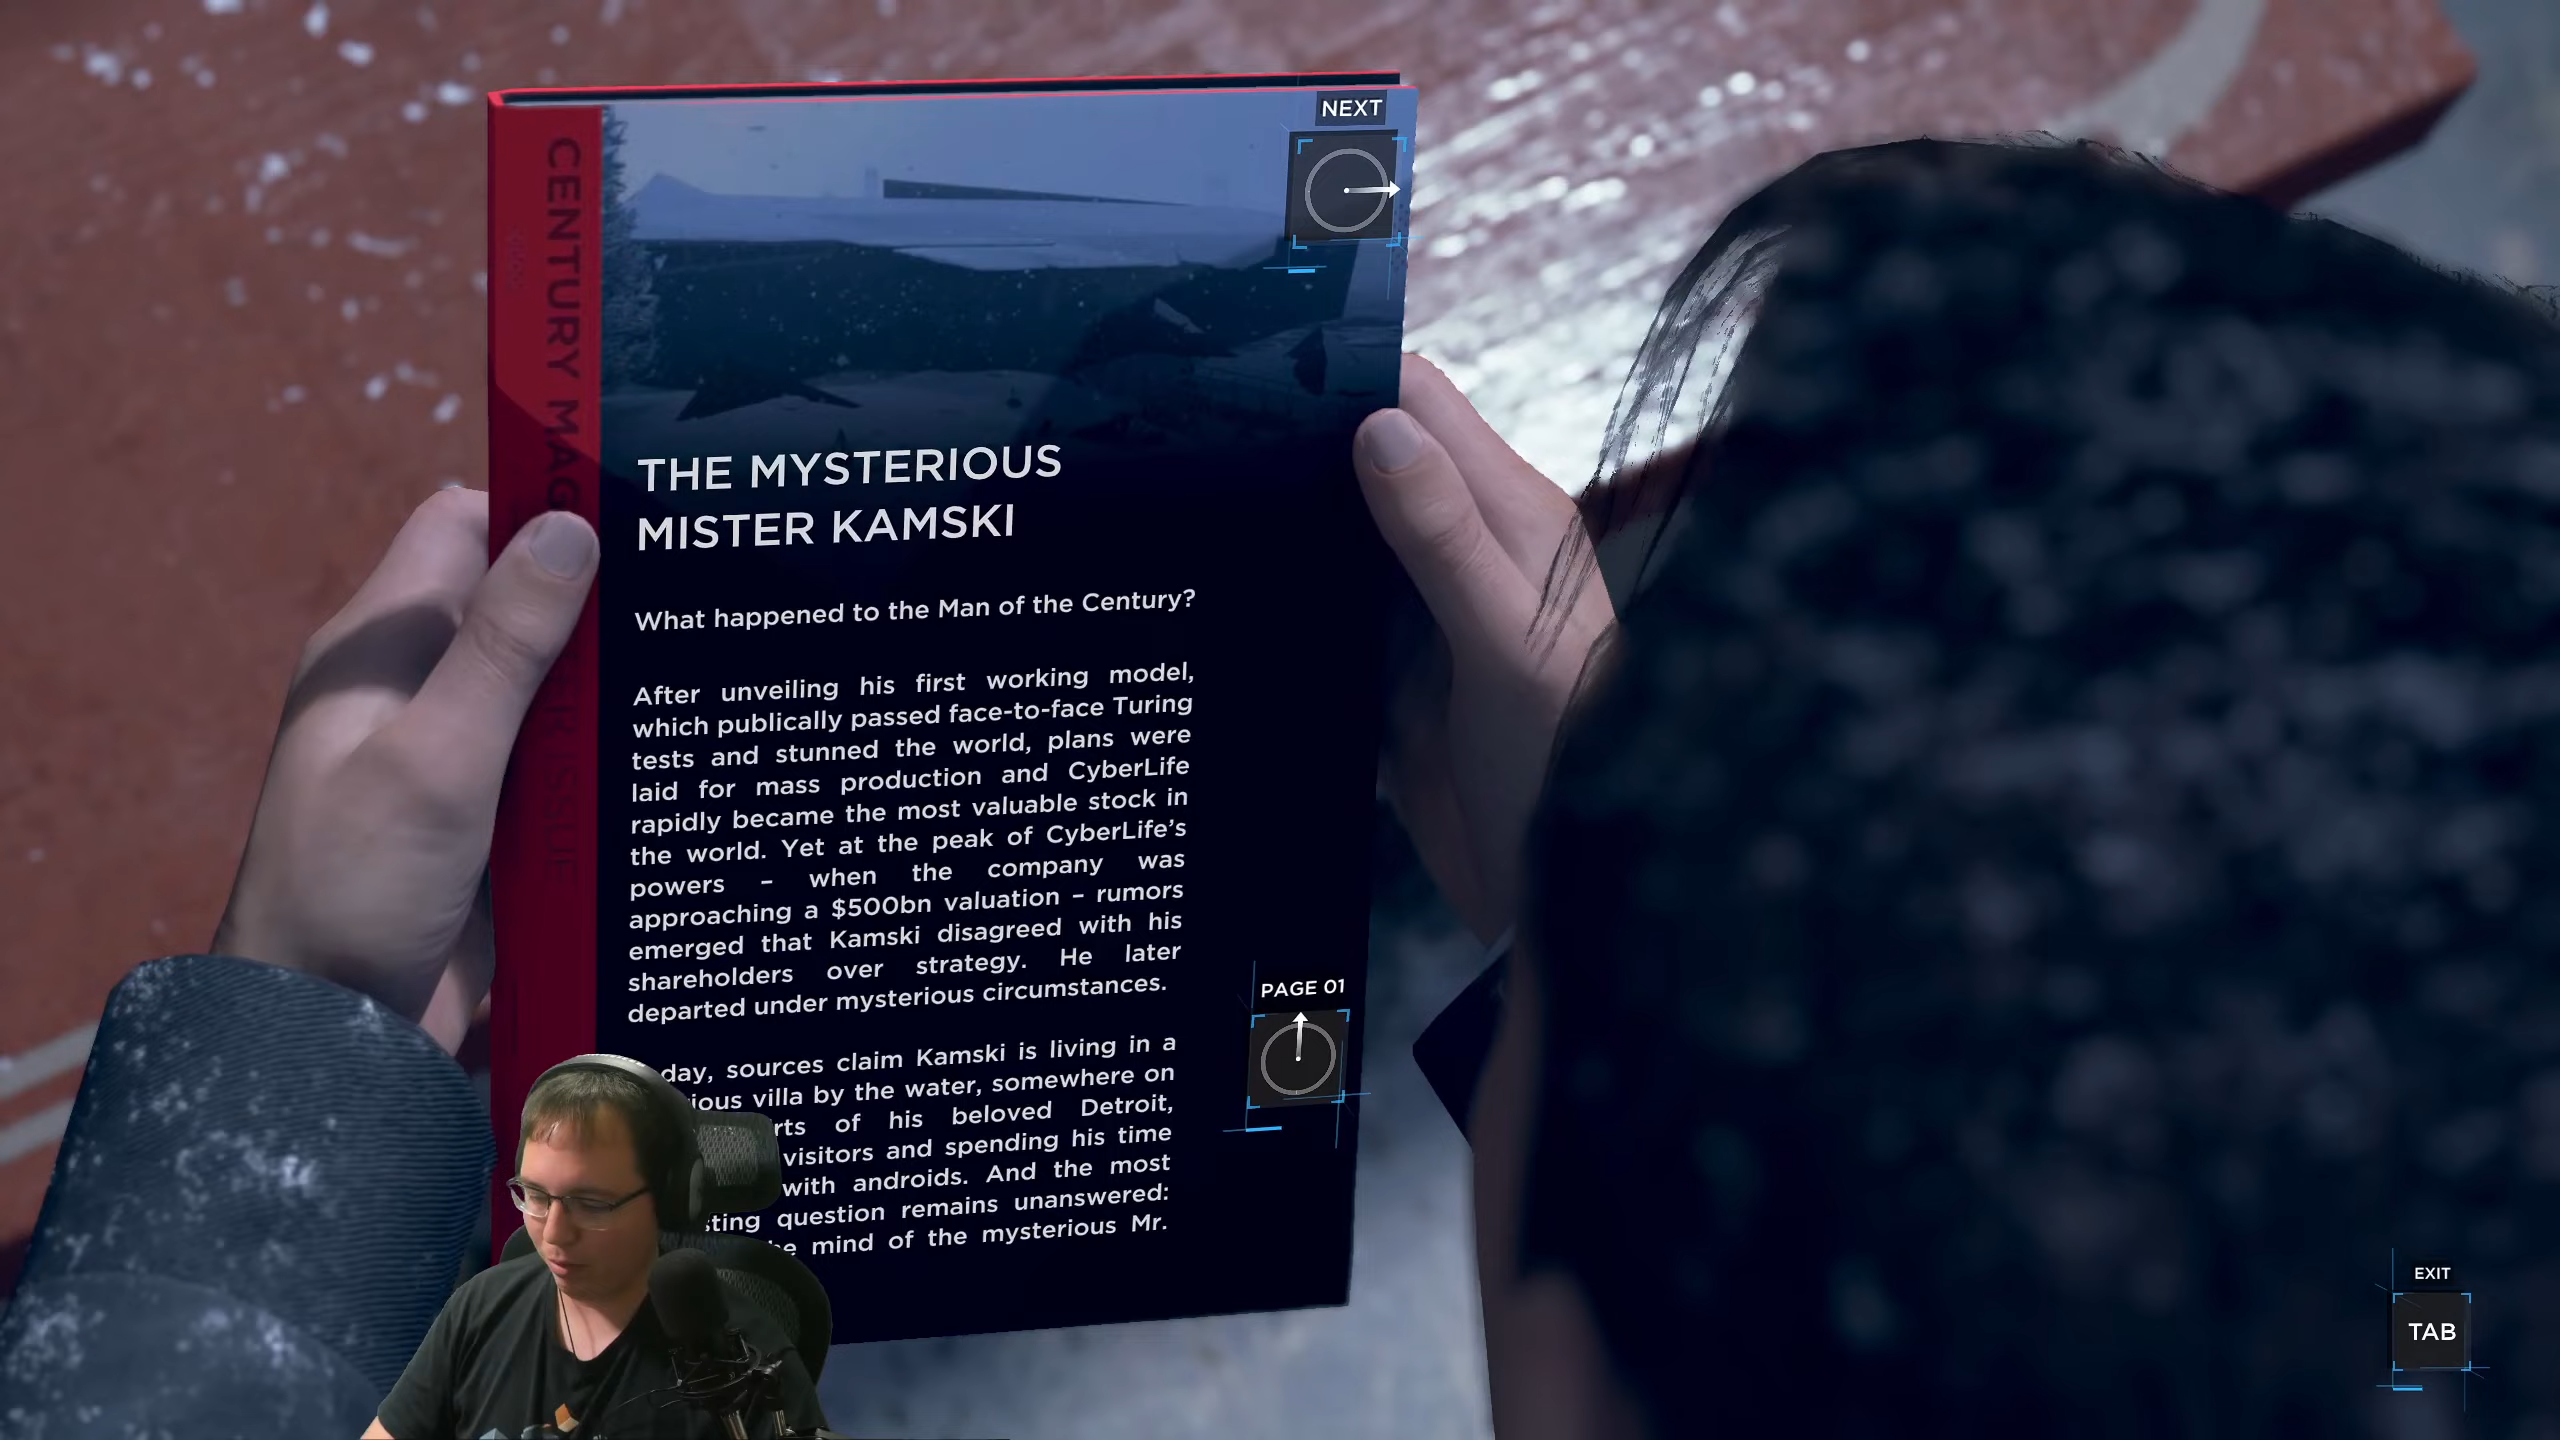 NEXT
CENTURY
THE MYSTERIOUS
MISTER KAMSKI
What happened to the Man of the Century?
After unveiling his first working model,
which publically passed face-to-face Turing
tests and stunned the world, plans were
laid for mass production and CyberLife
rapidly became the most valuable stock in
the world. Yet at the peak of CyberLife's
powers – when the company was
approaching a $500bn valuation – rumors
emerged that Kamski disagreed with his
shareholders over strategy. He later
departed under mysterious circumstances.
PAGE 01
day, sources claim Kamski is living in a
ious villa by the water, somewhere on
rts of his beloved Detroit,
visitors and spending his time
with androids. And the most
sting question remains unanswered:
he mind of the mysterious Mr.
ISSUE
EXIT
TAB